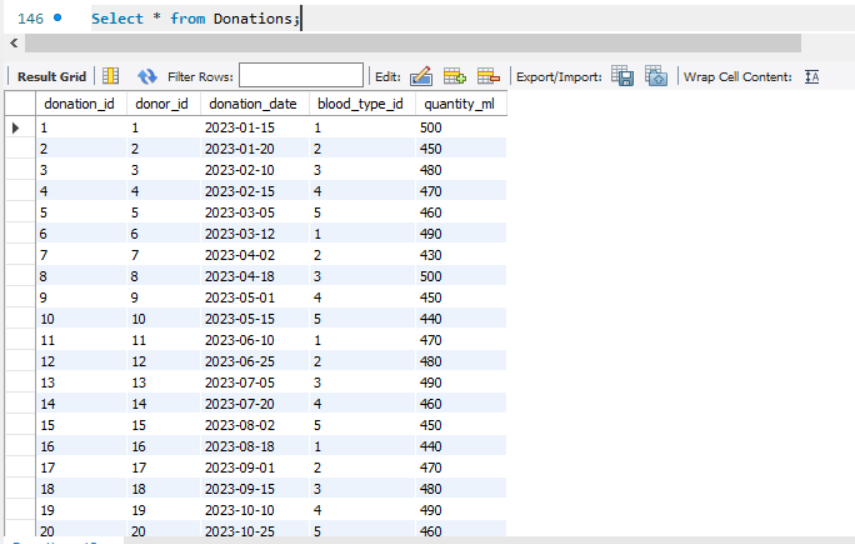 146 Select * from Donations;
Result Grid Filter Rows: Edit: Export/Import: Wrap Cell Content: IA
donation_id donor_id donation_date blood_type_id quantity_ml
1 1 2023-01-15 1 500
2 2 2023-01-20 2 450
3 3 2023-02-10 3 480
4 4 2023-02-15 4 470
5 5 2023-03-05 5 460
6 6 2023-03-12 1 490
7 7 2023-04-02 2 430
8 8 2023-04-18 3 500
9 9 2023-05-01 4 450
10 10 2023-05-15 5 440
11 11 2023-06-10 1 470
12 12 2023-06-25 2 480
13 13 2023-07-05 3 490
14 14 2023-07-20 4 460
15 15 2023-08-02 5 450
16 16 2023-08-18 1 440
17 17 2023-09-01 2 470
18 18 2023-09-15 3 480
19 19 2023-10-10 4 490
20 20 2023-10-25 5 460